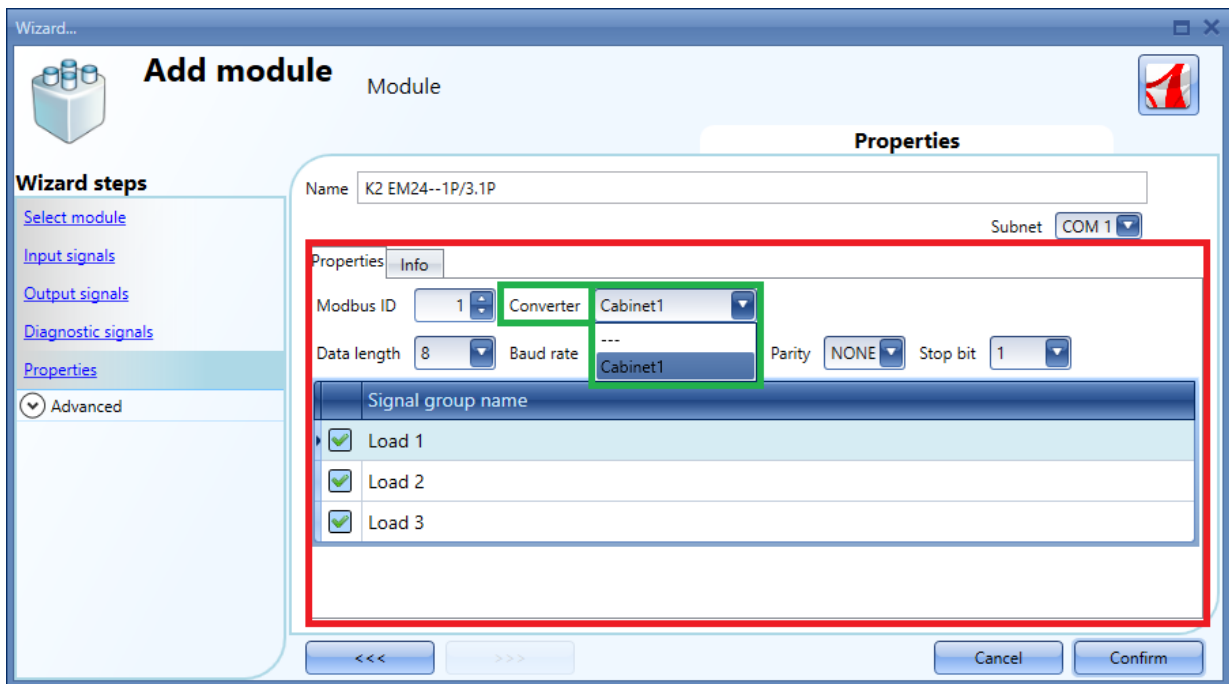 Wizard...
Add module
Module
Properties
Wizard steps
Select module
Input signals
Output signals
Diagnostic signals
Properties
Advanced
Name K2 EM24--1P/3.1P
Subnet COM 1
Properties Info
Modbus ID 1 Converter Cabinet1
---
Data length 8 Baud rate Cabinet1 Parity NONE Stop bit 1
Signal group name
Load 1
Load 2
Load 3
<<< >>> Cancel Confirm